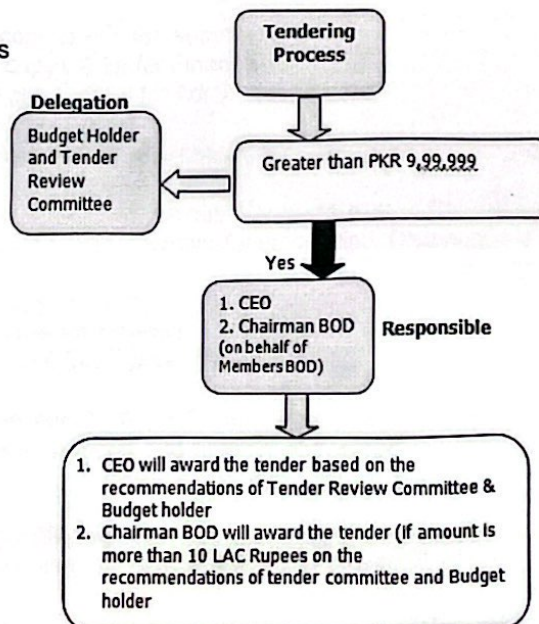 s
Tendering
Process
Delegation
Budget Holder
and Tender
Review
Committee
Greater than PKR 9,99,999
Yes
1. CEO
2. Chairman BOD
(on behalf of
Members BOD)
Responsible
1. CEO will award the tender based on the
recommendations of Tender Review Committee &
Budget holder
2. Chairman BOD will award the tender (if amount is
more than 10 LAC Rupees on the
recommendations of tender committee and Budget
holder